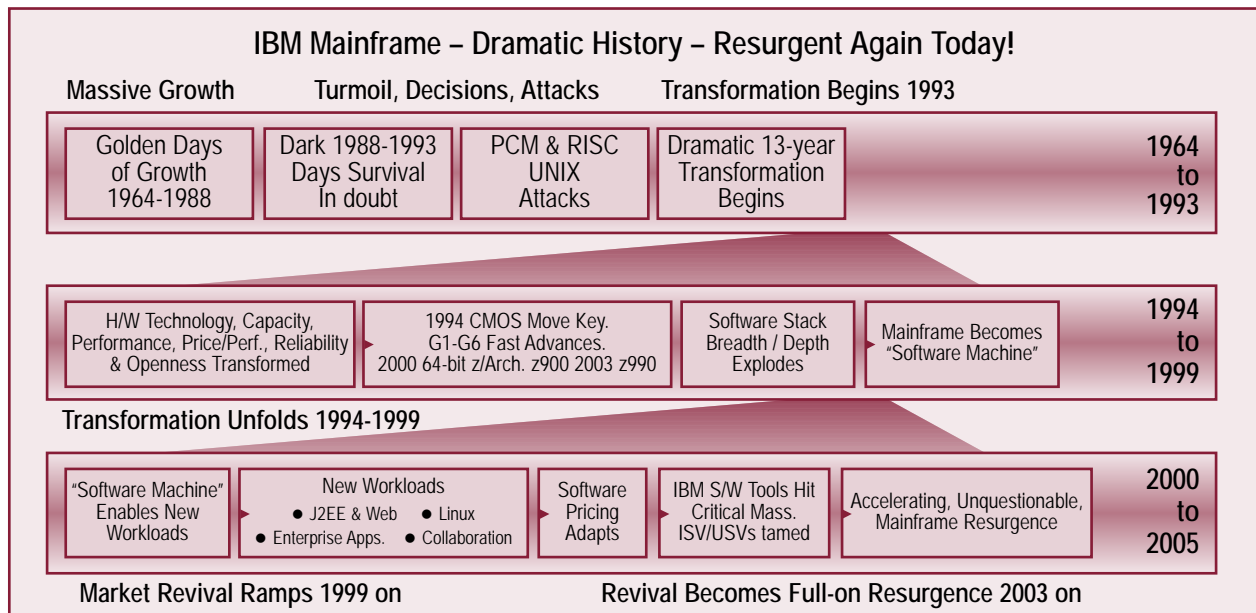 IBM Mainframe – Dramatic History – Resurgent Again Today!
Massive Growth
Turmoil, Decisions, Attacks
Transformation Begins 1993
Golden Days
of Growth
1964-1988
Dark 1988-1993
Days Survival
In doubt
PCM & RISC
UNIX
Attacks
Dramatic 13-year
Transformation
Begins
1964
to
1993
H/W Technology, Capacity,
Performance, Price/Perf., Reliability
& Openness Transformed
1994 CMOS Move Key.
G1-G6 Fast Advances.
2000 64-bit z/Arch. z900 2003 z990
Software Stack
Breadth / Depth
Explodes
Mainframe Becomes
“Software Machine”
1994
to
1999
Transformation Unfolds 1994-1999
“Software Machine”
Enables New
Workloads
New Workloads
● J2EE & Web ● Linux
● Enterprise Apps. ● Collaboration
Software
Pricing
Adapts
IBM S/W Tools Hit
Critical Mass.
ISV/USVs tamed
Accelerating, Unquestionable,
Mainframe Resurgence
2000
to
2005
Market Revival Ramps 1999 on
Revival Becomes Full-on Resurgence 2003 on